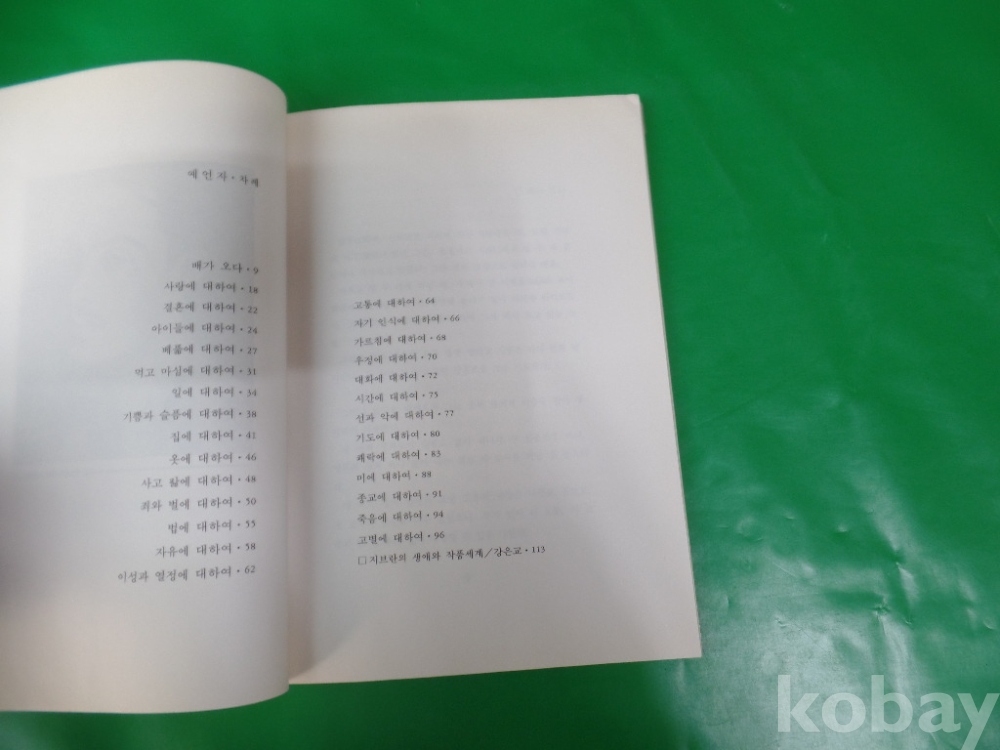 예언자·차례
배가 오다·9
사랑에 대하여·18
결혼에 대하여·22
아이들에 대하여·24
베풂에 대하여·27
먹고 마심에 대하여·31
일에 대하여·34
기쁨과 슬픔에 대하여·38
집에 대하여·41
옷에 대하여·46
사고 팖에 대하여·48
죄와 벌에 대하여·50
법에 대하여·55
자유에 대하여·58
이성과 열정에 대하여·62
고통에 대하여·64
자기 인식에 대하여·66
가르침에 대하여·68
우정에 대하여·70
대화에 대하여·72
시간에 대하여·75
선과 악에 대하여·77
기도에 대하여·80
쾌락에 대하여·83
미에 대하여·88
종교에 대하여·91
죽음에 대하여·94
고별에 대하여·96
□지브란의 생애와 작품세계/강은교·113
kobay